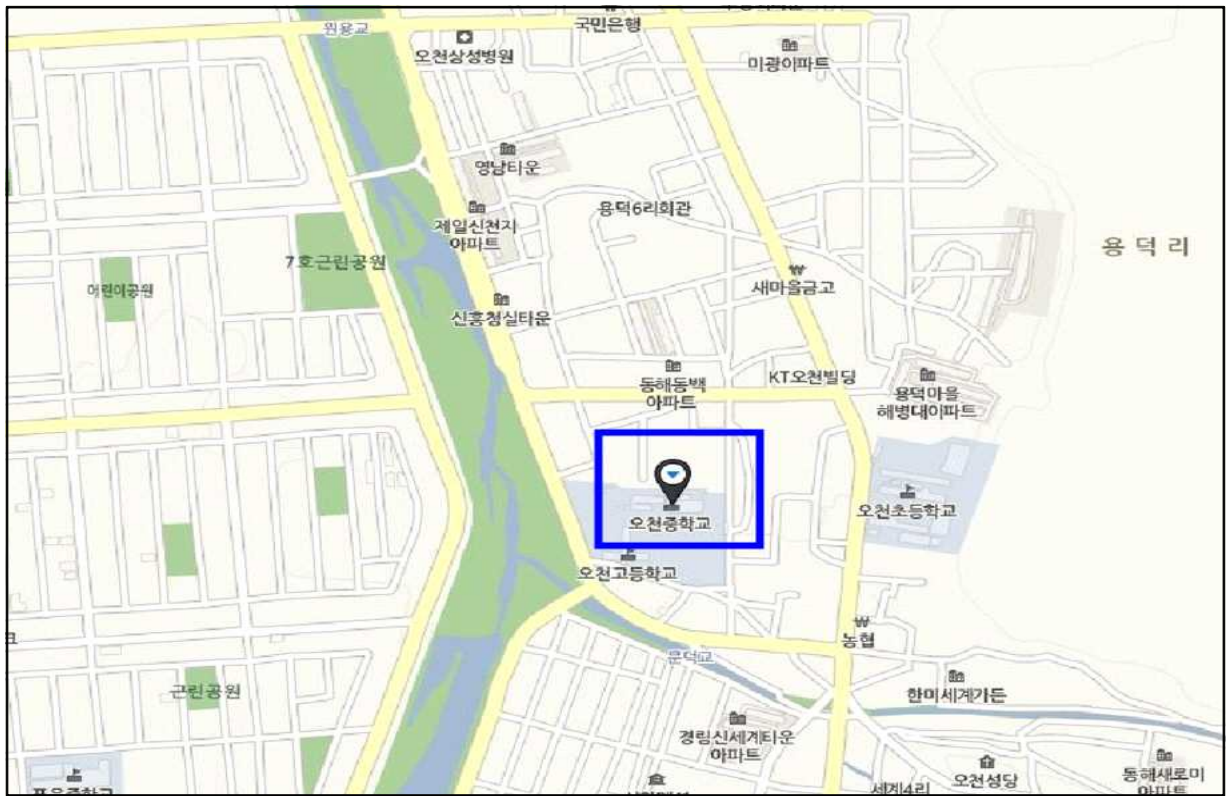 원용교
국민은행
오천삼성병원
미광아파트
영남타운
용덕6리회관
제일신천지
아파트
용덕리
7호근린공원
어린이공원
새마을금고
신흥청실타운
KT오천빌딩
동해동백
아파트
용덕마을
해병대아파트
오천중학교
오천초등학교
오천고등학교
농협
문덕교
근린공원
한미세계가든
경림신세계타운
아파트
오천성당
동해새로미
아파트
세계4리